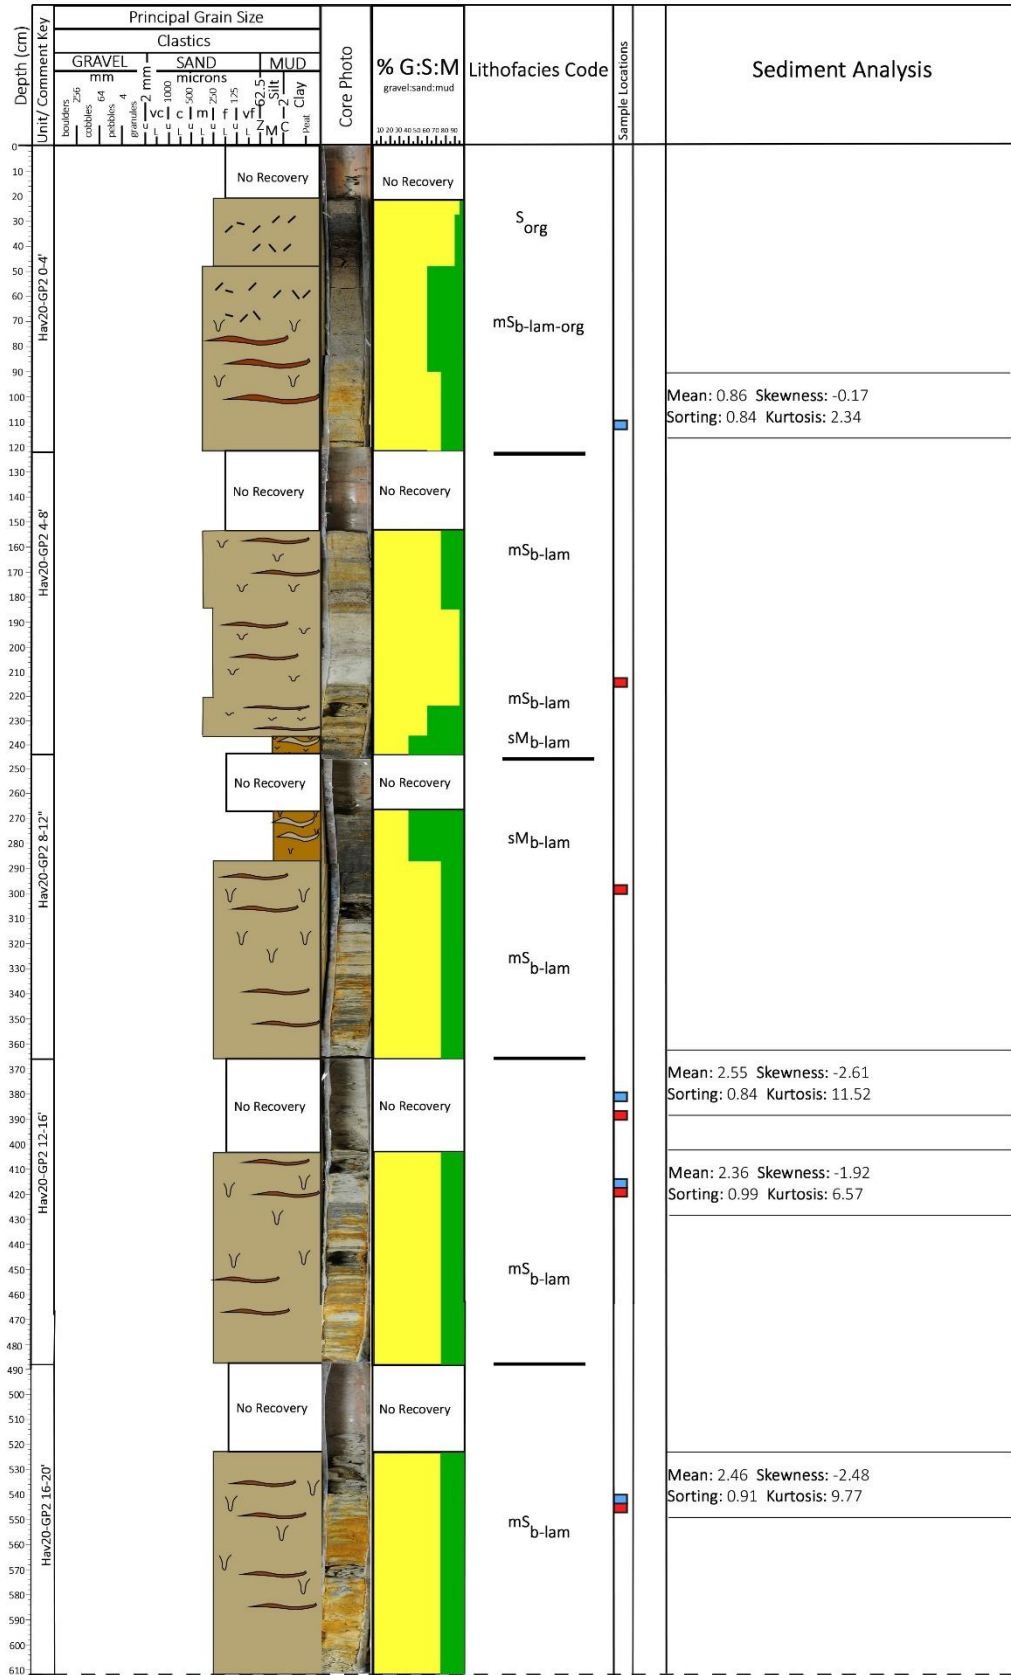 Depth (cm)
Unit/ Comment Key
Principal Grain Size
Clastics
GRAVEL
SAND
MUD
mm
microns
boulders
256
cobbles
64
pebbles
4
granules
2 mm
vc
1000
c
500
m
250
f
125
vf
62.5
Silt
2
Clay
Peat
u L u L u L u L u L Z M C
Core Photo
% G:S:M
gravel:sand:mud
10 20 30 40 50 60 70 80 90
Lithofacies Code
Sample Locations
Sediment Analysis
0
10
20
30
40
50
60
70
80
90
100
110
120
130
140
150
160
170
180
190
200
210
220
230
240
250
260
270
280
290
300
310
320
330
340
350
360
370
380
390
400
410
420
430
440
450
460
470
480
490
500
510
520
530
540
550
560
570
580
590
600
610
Hav20-GP2 0-4'
No Recovery
No Recovery
Sorg
mSb-lam-org
Mean: 0.86 Skewness: -0.17
Sorting: 0.84 Kurtosis: 2.34
Hav20-GP2 4-8'
No Recovery
No Recovery
mSb-lam
mSb-lam
sMb-lam
Hav20-GP2 8-12"
No Recovery
No Recovery
sMb-lam
mSb-lam
Hav20-GP2 12-16'
No Recovery
No Recovery
Mean: 2.55 Skewness: -2.61
Sorting: 0.84 Kurtosis: 11.52
Mean: 2.36 Skewness: -1.92
Sorting: 0.99 Kurtosis: 6.57
mSb-lam
Hav20-GP2 16-20'
No Recovery
No Recovery
Mean: 2.46 Skewness: -2.48
Sorting: 0.91 Kurtosis: 9.77
mSb-lam